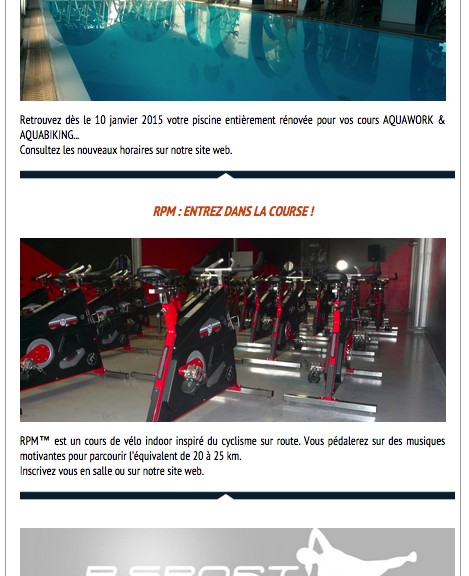 Retrouvez dès le 10 janvier 2015 votre piscine entièrement rénovée pour vos cours AQUAWORK &
AQUABIKING...
Consultez les nouveaux horaires sur notre site web.
RPM : ENTREZ DANS LA COURSE !
RPM™ est un cours de vélo indoor inspiré du cyclisme sur route. Vous pédalerez sur des musiques
motivantes pour parcourir l'équivalent de 20 à 25 km.
Inscrivez vous en salle ou sur notre site web.